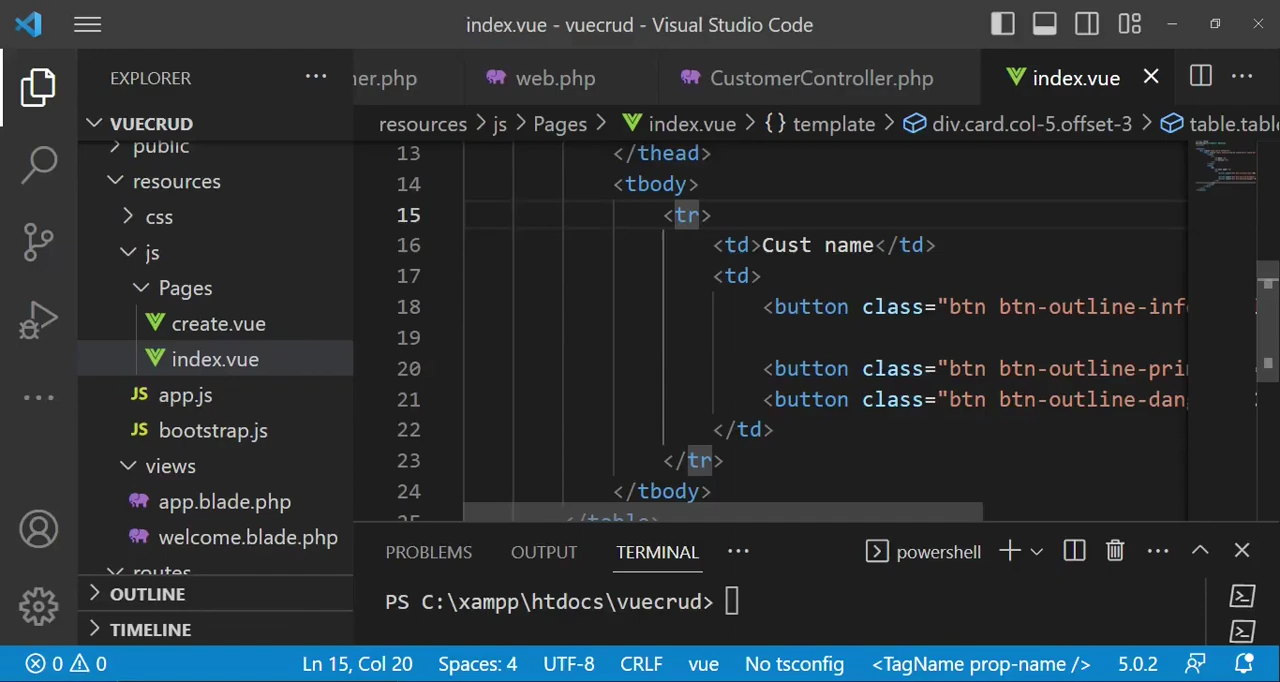 index.vue - vuecrud - Visual Studio Code
EXPLORER
ner.php
web.php
CustomerController.php
index.vue
VUECRUD
resources > js > Pages > index.vue > {} template > div.card.col-5.offset-3 > table.table
public
resources
css
js
Pages
create.vue
index.vue
JS app.js
JS bootstrap.js
views
app.blade.php
welcome.blade.php
routes
OUTLINE
TIMELINE
13 </thead>
14 <tbody>
15 <tr>
16 <td>Cust name</td>
17 <td>
18 <button class="btn btn-outline-info
19
20 <button class="btn btn-outline-pri
21 <button class="btn btn-outline-dan
22 </td>
23 </tr>
24 </tbody>
25 </table>
PROBLEMS OUTPUT TERMINAL
powershell
PS C:\xampp\htdocs\vuecrud>
0 0
Ln 15, Col 20 Spaces: 4 UTF-8 CRLF vue No tsconfig <TagName prop-name /> 5.0.2